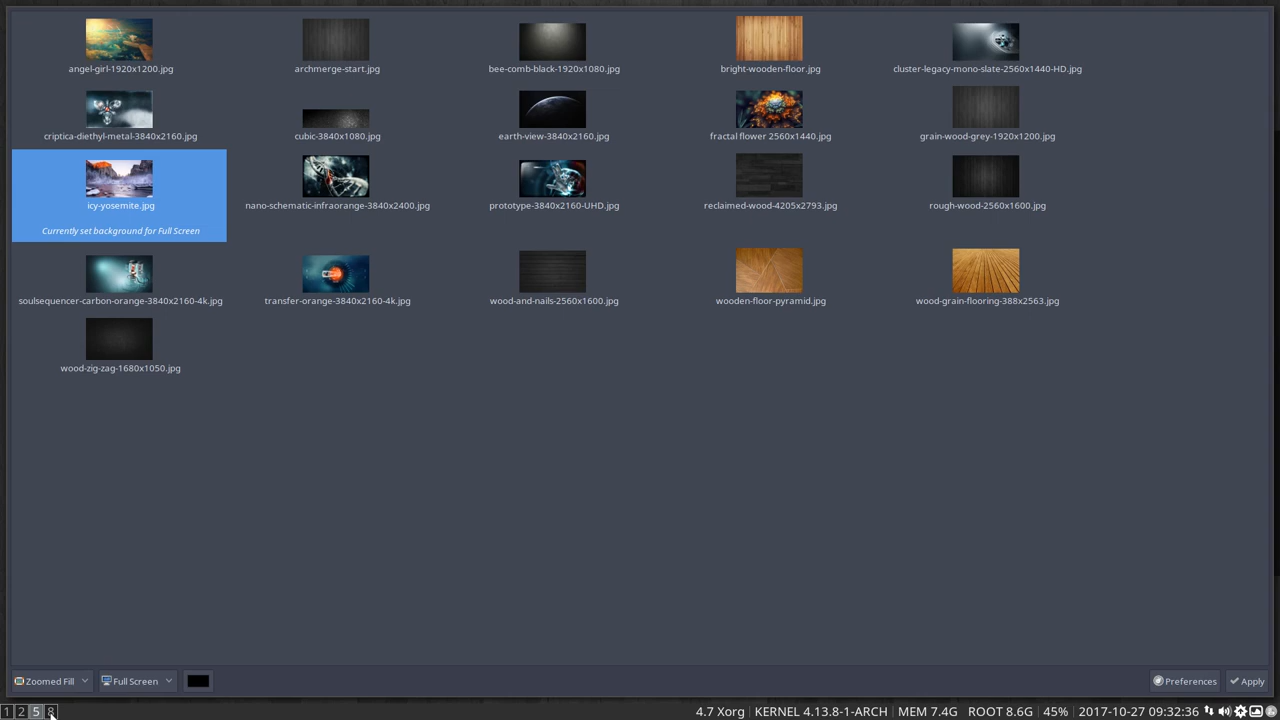 angel-girl-1920x1200.jpg
archmerge-start.jpg
bee-comb-black-1920x1080.jpg
bright-wooden-floor.jpg
cluster-legacy-mono-slate-2560x1440-HD.jpg
criptica-diethyl-metal-3840x2160.jpg
cubic-3840x1080.jpg
earth-view-3840x2160.jpg
fractal flower 2560x1440.jpg
grain-wood-grey-1920x1200.jpg
icy-yosemite.jpg
Currently set background for Full Screen
nano-schematic-infraorange-3840x2400.jpg
prototype-3840x2160-UHD.jpg
reclaimed-wood-4205x2793.jpg
rough-wood-2560x1600.jpg
soulsequencer-carbon-orange-3840x2160-4k.jpg
transfer-orange-3840x2160-4k.jpg
wood-and-nails-2560x1600.jpg
wooden-floor-pyramid.jpg
wood-grain-flooring-388x2563.jpg
wood-zig-zag-1680x1050.jpg
Zoomed Fill
Full Screen
Preferences
Apply
1 2 5 8
4.7 Xorg
KERNEL 4.13.8-1-ARCH
MEM 7.4G
ROOT 8.6G
45%
2017-10-27 09:32:36